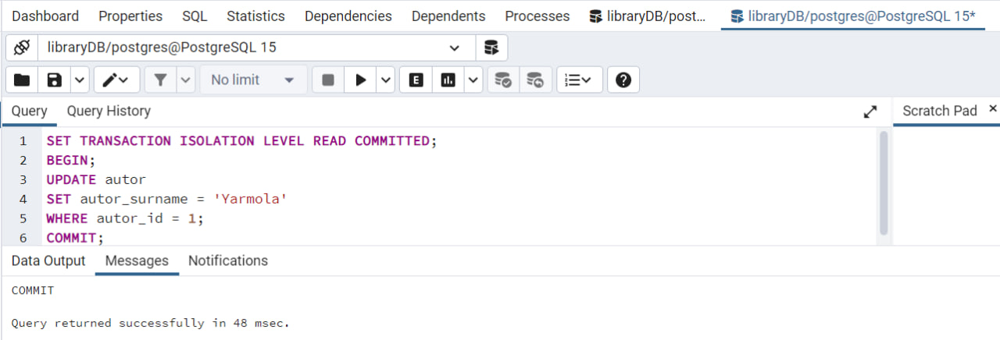 Dashboard Properties SQL Statistics Dependencies Dependents Processes libraryDB/post... libraryDB/postgres@PostgreSQL 15*
libraryDB/postgres@PostgreSQL 15
No limit E
Query Query History Scratch Pad
1 SET TRANSACTION ISOLATION LEVEL READ COMMITTED;
2 BEGIN;
3 UPDATE autor
4 SET autor_surname = 'Yarmola'
5 WHERE autor_id = 1;
6 COMMIT;
Data Output Messages Notifications
COMMIT
Query returned successfully in 48 msec.